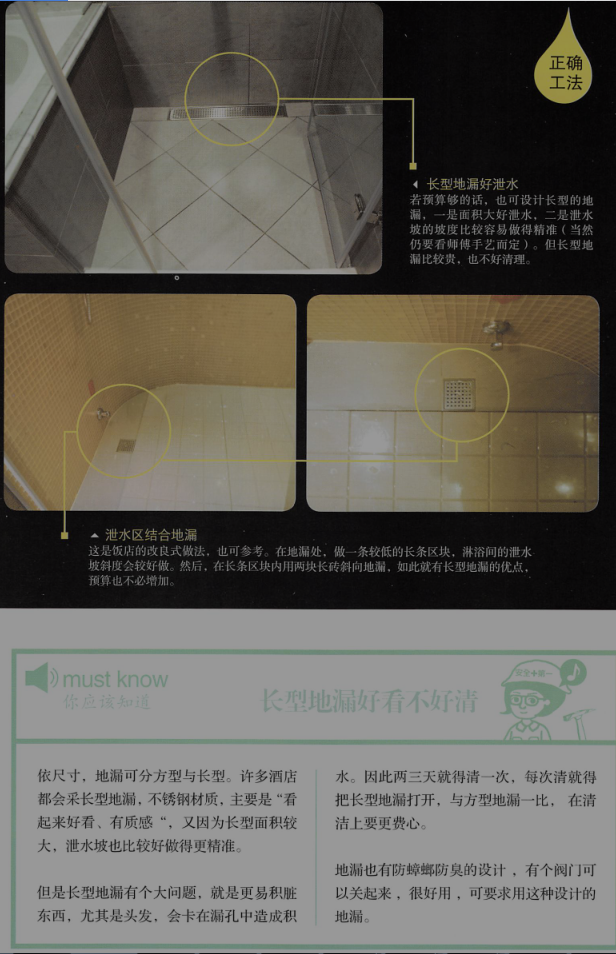 正确
工法
长型地漏好泄水
若预算够的话，也可设计长型的地
漏，一是面积大好泄水，二是泄水
坡的坡度比较容易做得精准（当然
仍要看师傅手艺而定）。但长型地
漏比较贵，也不好清理。
泄水区结合地漏
这是饭店的改良式做法，也可参考。在地漏处，做一条较低的长条区块，淋浴间的泄水
坡斜度会较好做。然后，在长条区块内用两块长砖斜向地漏，如此就有长型地漏的优点，
预算也不必增加。
must know
你应该知道
长型地漏好看不好清
安全✚第一
依尺寸，地漏可分方型与长型。许多酒店
都会采长型地漏，不锈钢材质，主要是“看
起来好看、有质感“，又因为长型面积较
大，泄水坡也比较好做得更精准。
但是长型地漏有个大问题，就是更易积脏
东西，尤其是头发，会卡在漏孔中造成积
水。因此两三天就得清一次，每次清就得
把长型地漏打开，与方型地漏一比， 在清
洁上要更费心。
地漏也有防蟑螂防臭的设计 ，有个阀门可
以关起来 ，很好用 ，可要求用这种设计的
地漏。